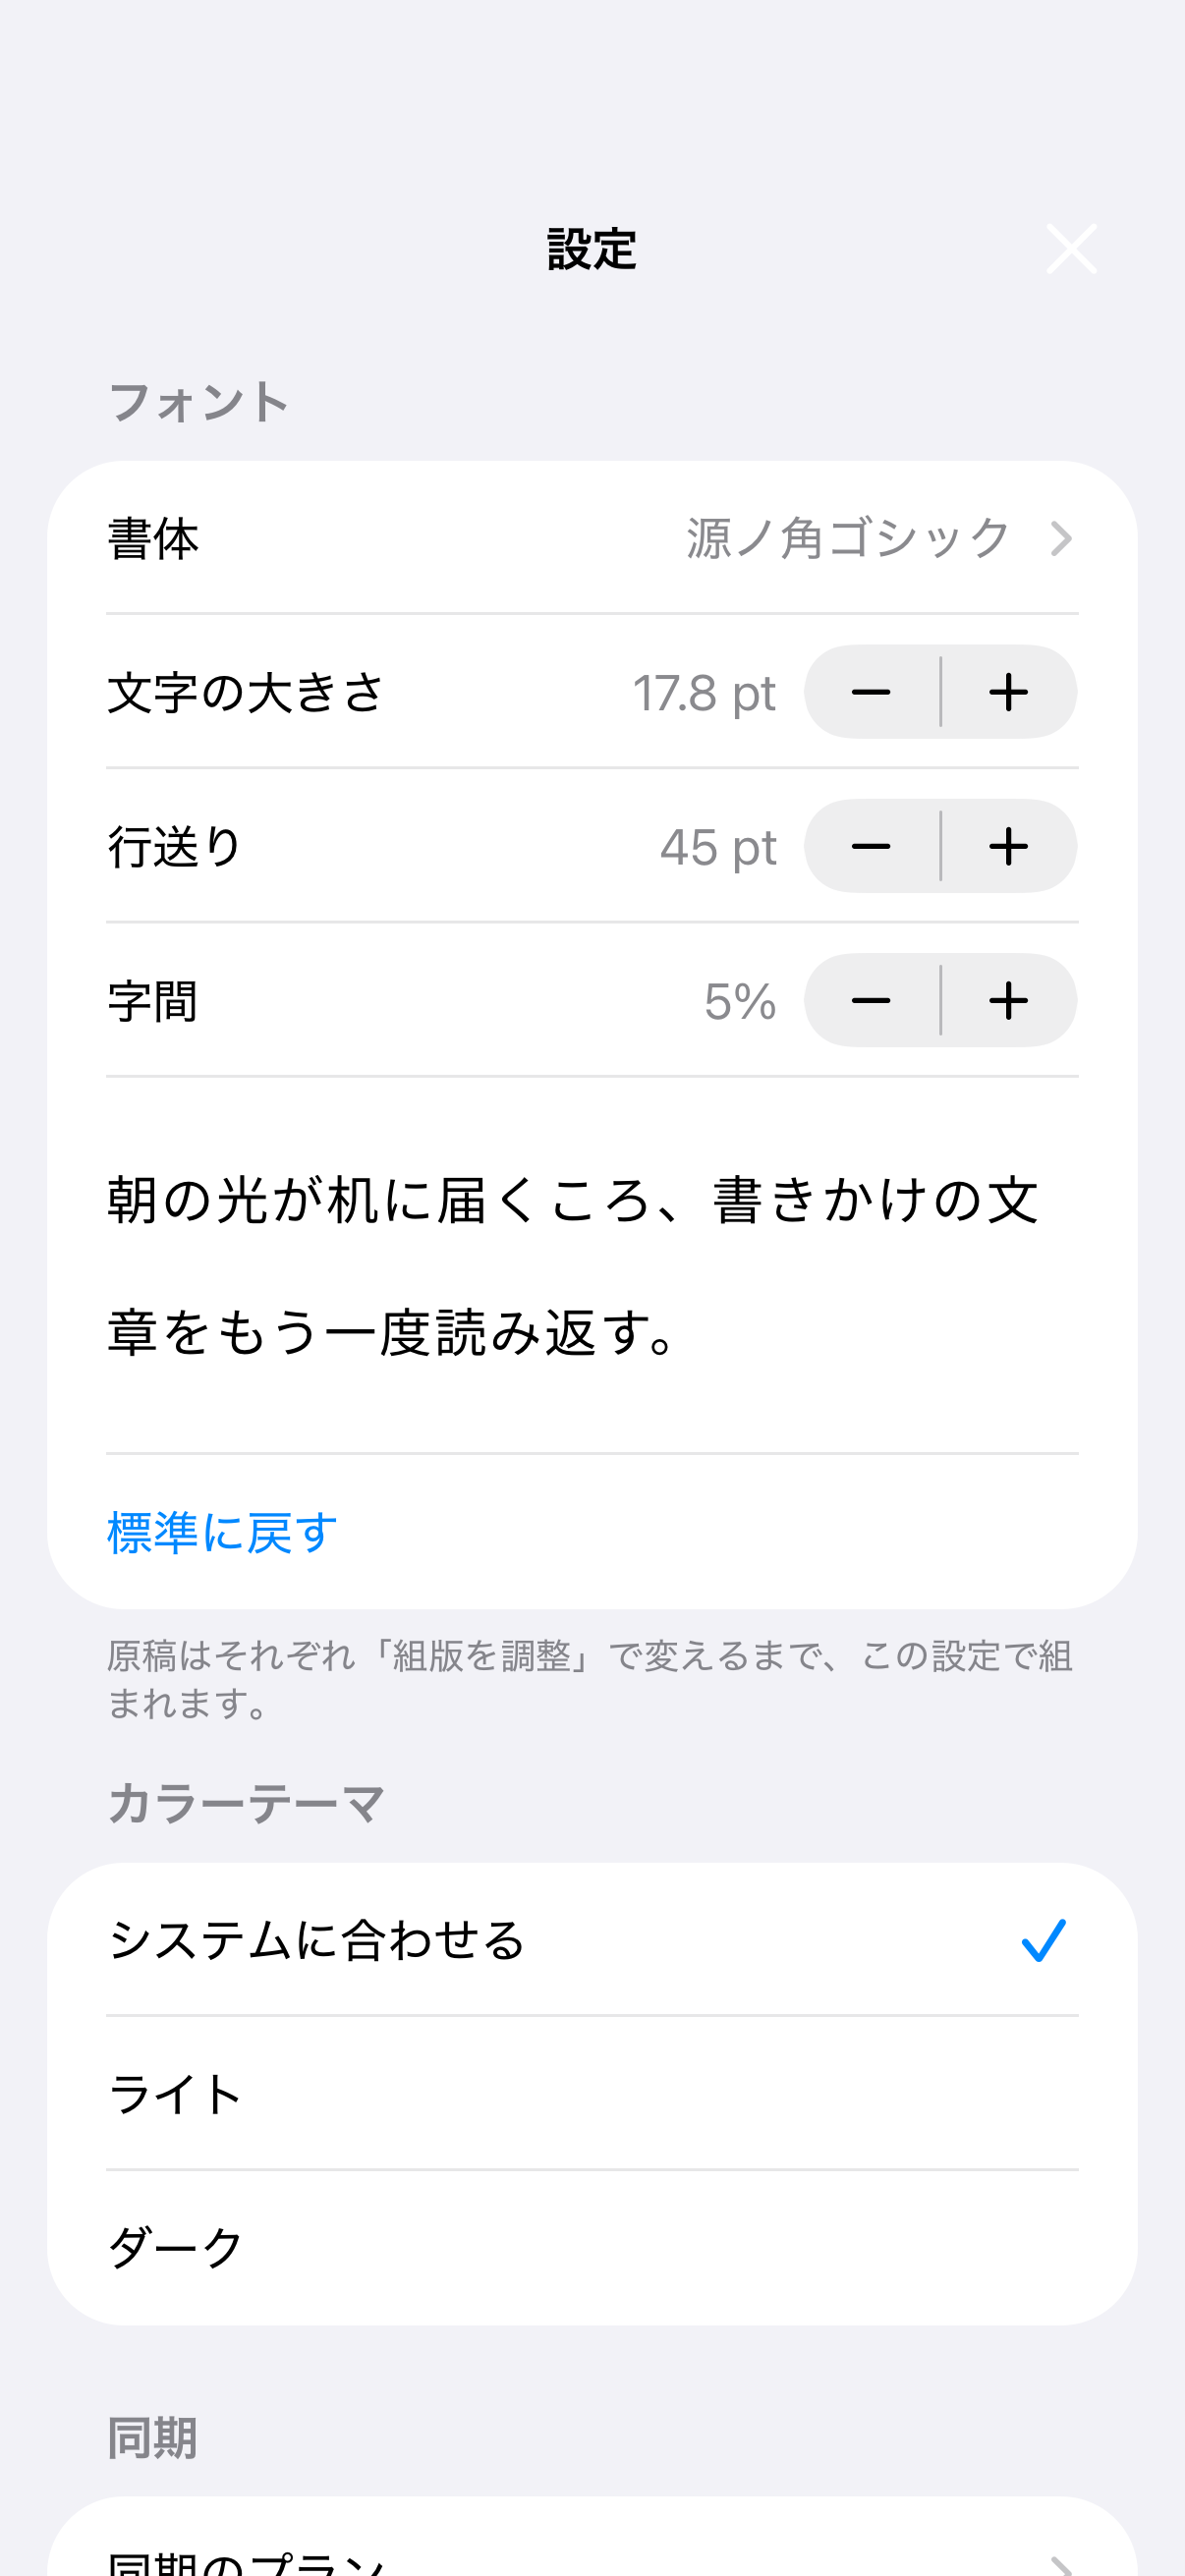 設定
フォント
書体 源ノ角ゴシック
文字の大きさ 17.8 pt
行送り 45 pt
字間 5%
朝の光が机に届くころ、書きかけの文
章をもう一度読み返す。
標準に戻す
原稿はそれぞれ「組版を調整」で変えるまで、この設定で組
まれます。
カラーテーマ
システムに合わせる
ライト
ダーク
同期
同期のプラン